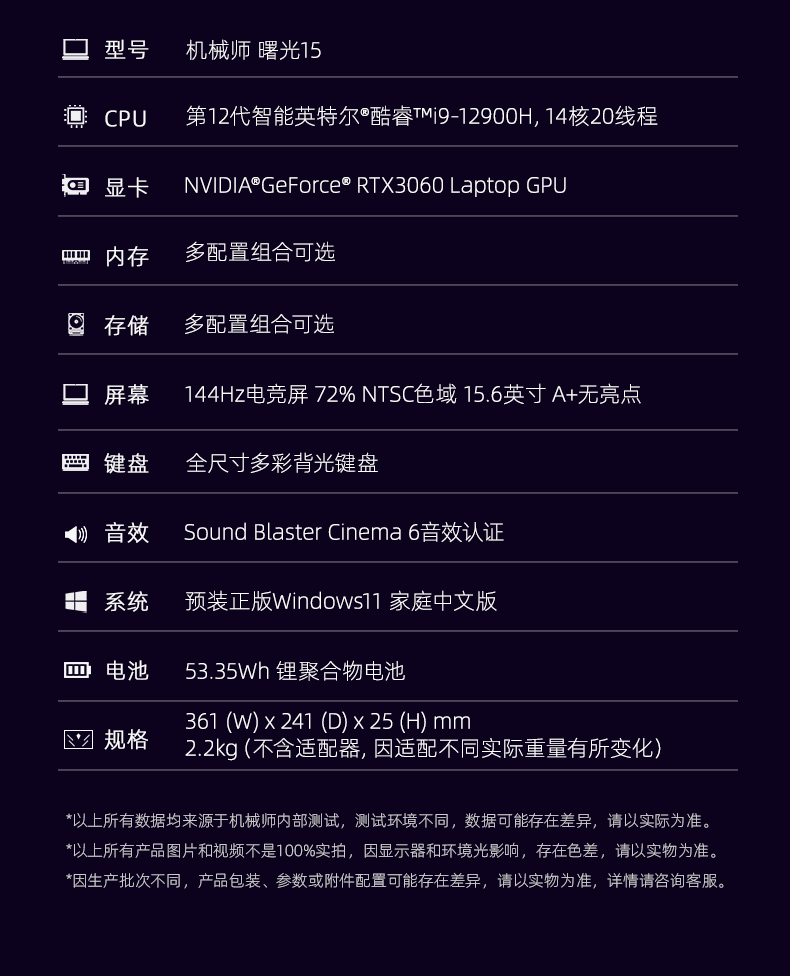 型号 机械师 曙光15
CPU 第12代智能英特尔®酷睿™i9-12900H, 14核20线程
显卡 NVIDIA®GeForce® RTX3060 Laptop GPU
内存 多配置组合可选
存储 多配置组合可选
屏幕 144Hz电竞屏 72% NTSC色域 15.6英寸 A+无亮点
键盘 全尺寸多彩背光键盘
音效 Sound Blaster Cinema 6音效认证
系统 预装正版Windows11 家庭中文版
电池 53.35Wh 锂聚合物电池
规格 361 (W) x 241 (D) x 25 (H) mm
2.2kg (不含适配器, 因适配不同实际重量有所变化)
*以上所有数据均来源于机械师内部测试，测试环境不同，数据可能存在差异，请以实际为准。
*以上所有产品图片和视频不是100%实拍，因显示器和环境光影响，存在色差，请以实物为准。
*因生产批次不同，产品包装、参数或附件配置可能存在差异，请以实物为准，详情请咨询客服。